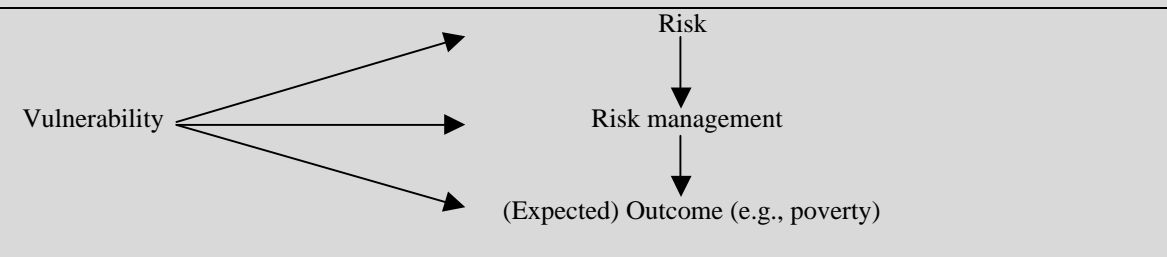 Risk
Vulnerability
Risk management
(Expected) Outcome (e.g., poverty)